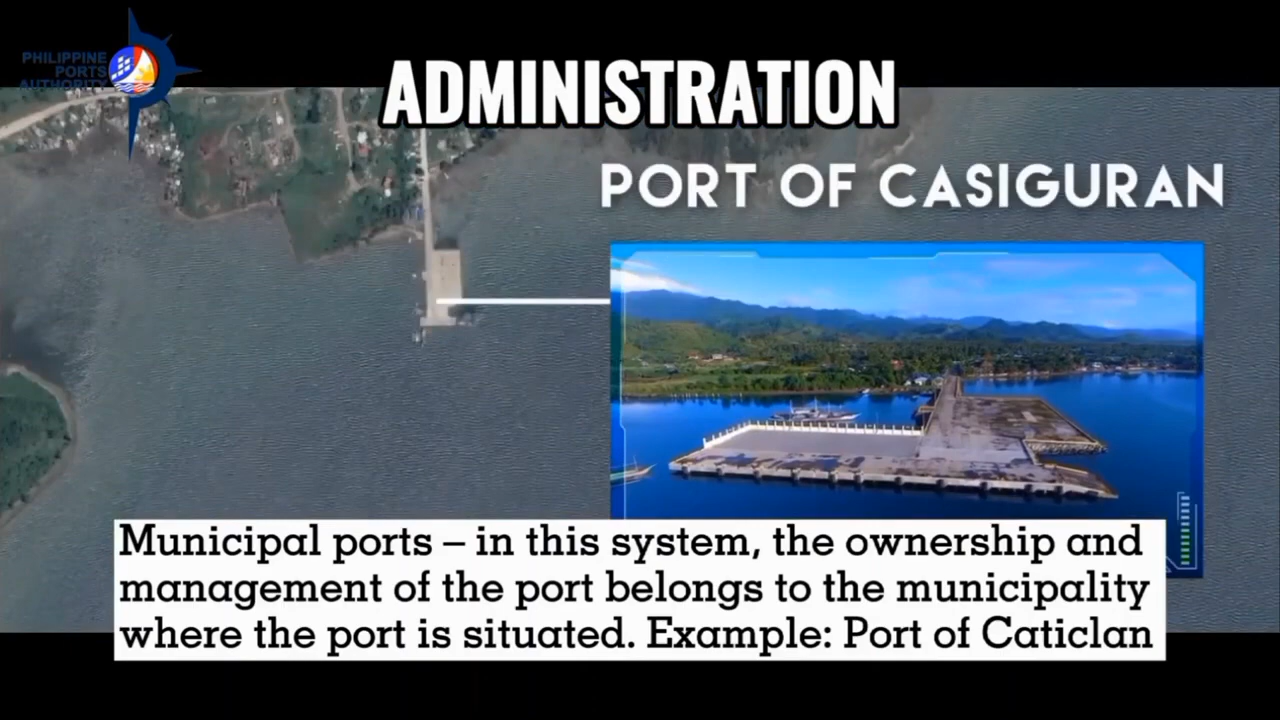 PHILIPPINE
PORTS
AUTHORITY
ADMINISTRATION
PORT OF CASIGURAN
Municipal ports – in this system, the ownership and
management of the port belongs to the municipality
where the port is situated. Example: Port of Caticlan